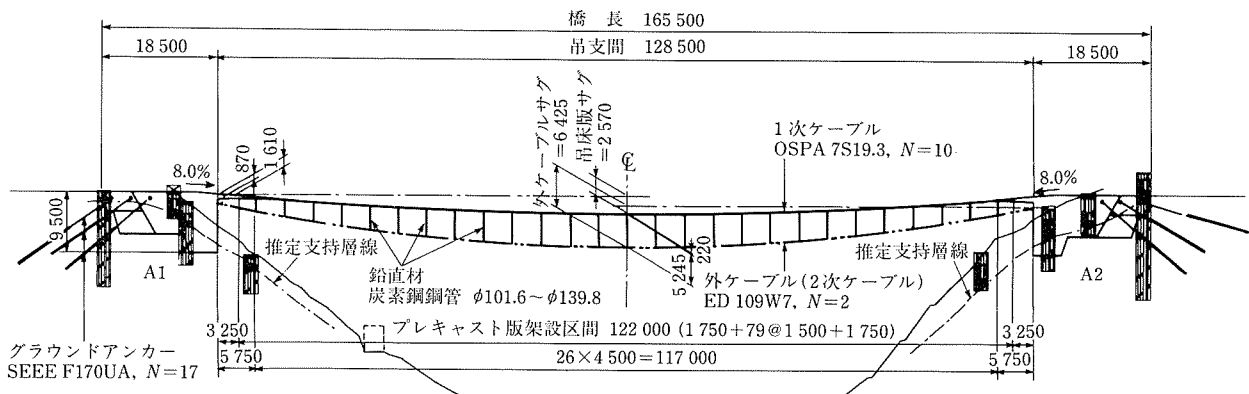 橋 長 165 500
18 500
吊支間 128 500
18 500
外ケーブルサグ
=6 425
吊床版サグ
=2 570
℄
1次ケーブル
OSPA 7S19.3, N=10
8.0%
870
1 610
8.0%
9 500
A1
推定支持層線
鉛直材
炭素鋼鋼管 φ101.6〜φ139.8
5 245
220
推定支持層線
外ケーブル(2次ケーブル)
ED 109W7, N=2
A2
3 250
プレキャスト版架設区間 122 000 (1 750+79@1 500+1 750)
3 250
5 750
26×4 500=117 000
5 750
グラウンドアンカー
SEEE F170UA, N=17